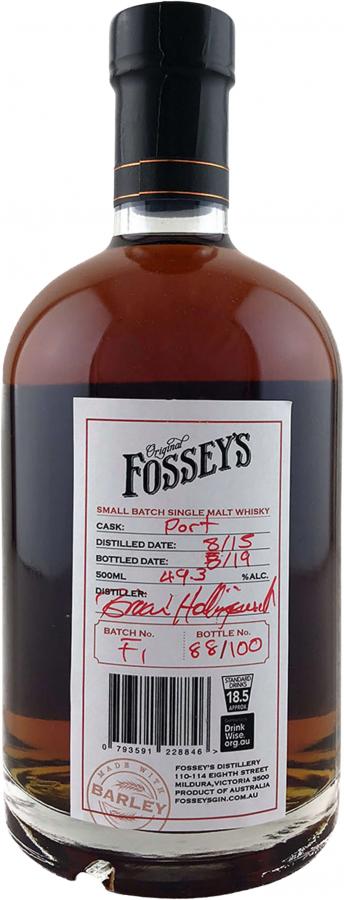 Original
FOSSEY'S
SMALL BATCH SINGLE MALT WHISKY
CASK: Port
DISTILLED DATE: 8/15
BOTTLED DATE: 8/19
500ML 49.3 %ALC.
DISTILLER:
BATCH No. BOTTLE No.
F1 88/100
STANDARD
DRINKS
18.5
APPROX
Drink
Wise.
org.au
0 793591 228846 >
MADE WITH
BARLEY
FOSSEY'S DISTILLERY
110-114 EIGHTH STREET
MILDURA, VICTORIA 3500
PRODUCT OF AUSTRALIA
FOSSEYSGIN.COM.AU